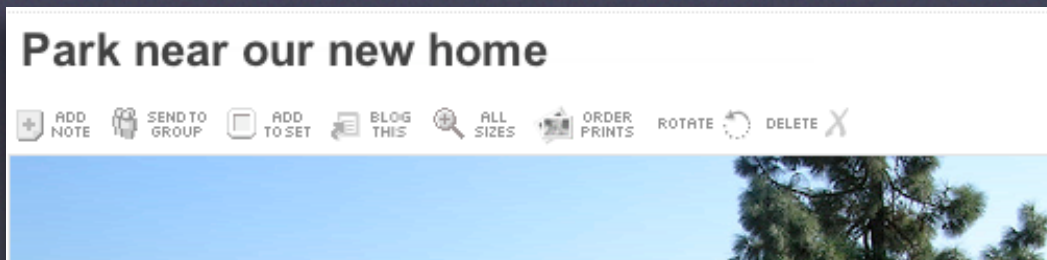 Park near our new home
ADD NOTE
SEND TO GROUP
ADD TO SET
BLOG THIS
ALL SIZES
ORDER PRINTS
ROTATE
DELETE